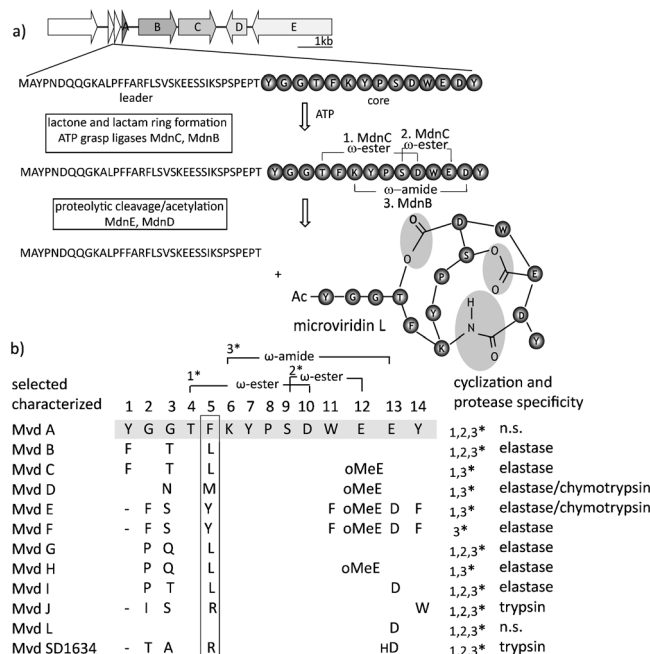 a)
A B C D E
1kb
MAYPNDQQGKALPFFARFLSVSKEESSIKSPSPEPT Y G G T F K Y P S D W E D Y
leader core
ATP
lactone and lactam ring formation
ATP grasp ligases MdnC, MdnB
1. MdnC 2. MdnC
ω-ester ω-ester
MAYPNDQQGKALPFFARFLSVSKEESSIKSPSPEPT Y G G T F K Y P S D W E D Y
ω-amide
3. MdnB
proteolytic cleavage/acetylation
MdnE, MdnD
MAYPNDQQGKALPFFARFLSVSKEESSIKSPSPEPT
+
O D W
O S O E
P O
Ac Y G G T
H
Y N D
F K O Y
microviridin L
b)
3* ω-amide
1* ω-ester 2* ω-ester
selected
characterized
cyclization and
protease specificity
1 2 3 4 5 6 7 8 9 10 11 12 13 14
Mvd A Y G G T F K Y P S D W E E Y 1,2,3* n.s.
Mvd B F T L 1,2,3* elastase
Mvd C F T L oMeE 1,3* elastase
Mvd D N M oMeE 1,3* elastase/chymotrypsin
Mvd E - F S Y F oMeE D F 1,3* elastase/chymotrypsin
Mvd F - F S Y F oMeE D F 3* elastase
Mvd G P Q L 1,2,3* elastase
Mvd H P Q L oMeE 1,3* elastase
Mvd I P T L D 1,2,3* elastase
Mvd J - I S R W 1,2,3* trypsin
Mvd L D 1,2,3* n.s.
Mvd SD1634 - T A R HD 1,2,3* trypsin